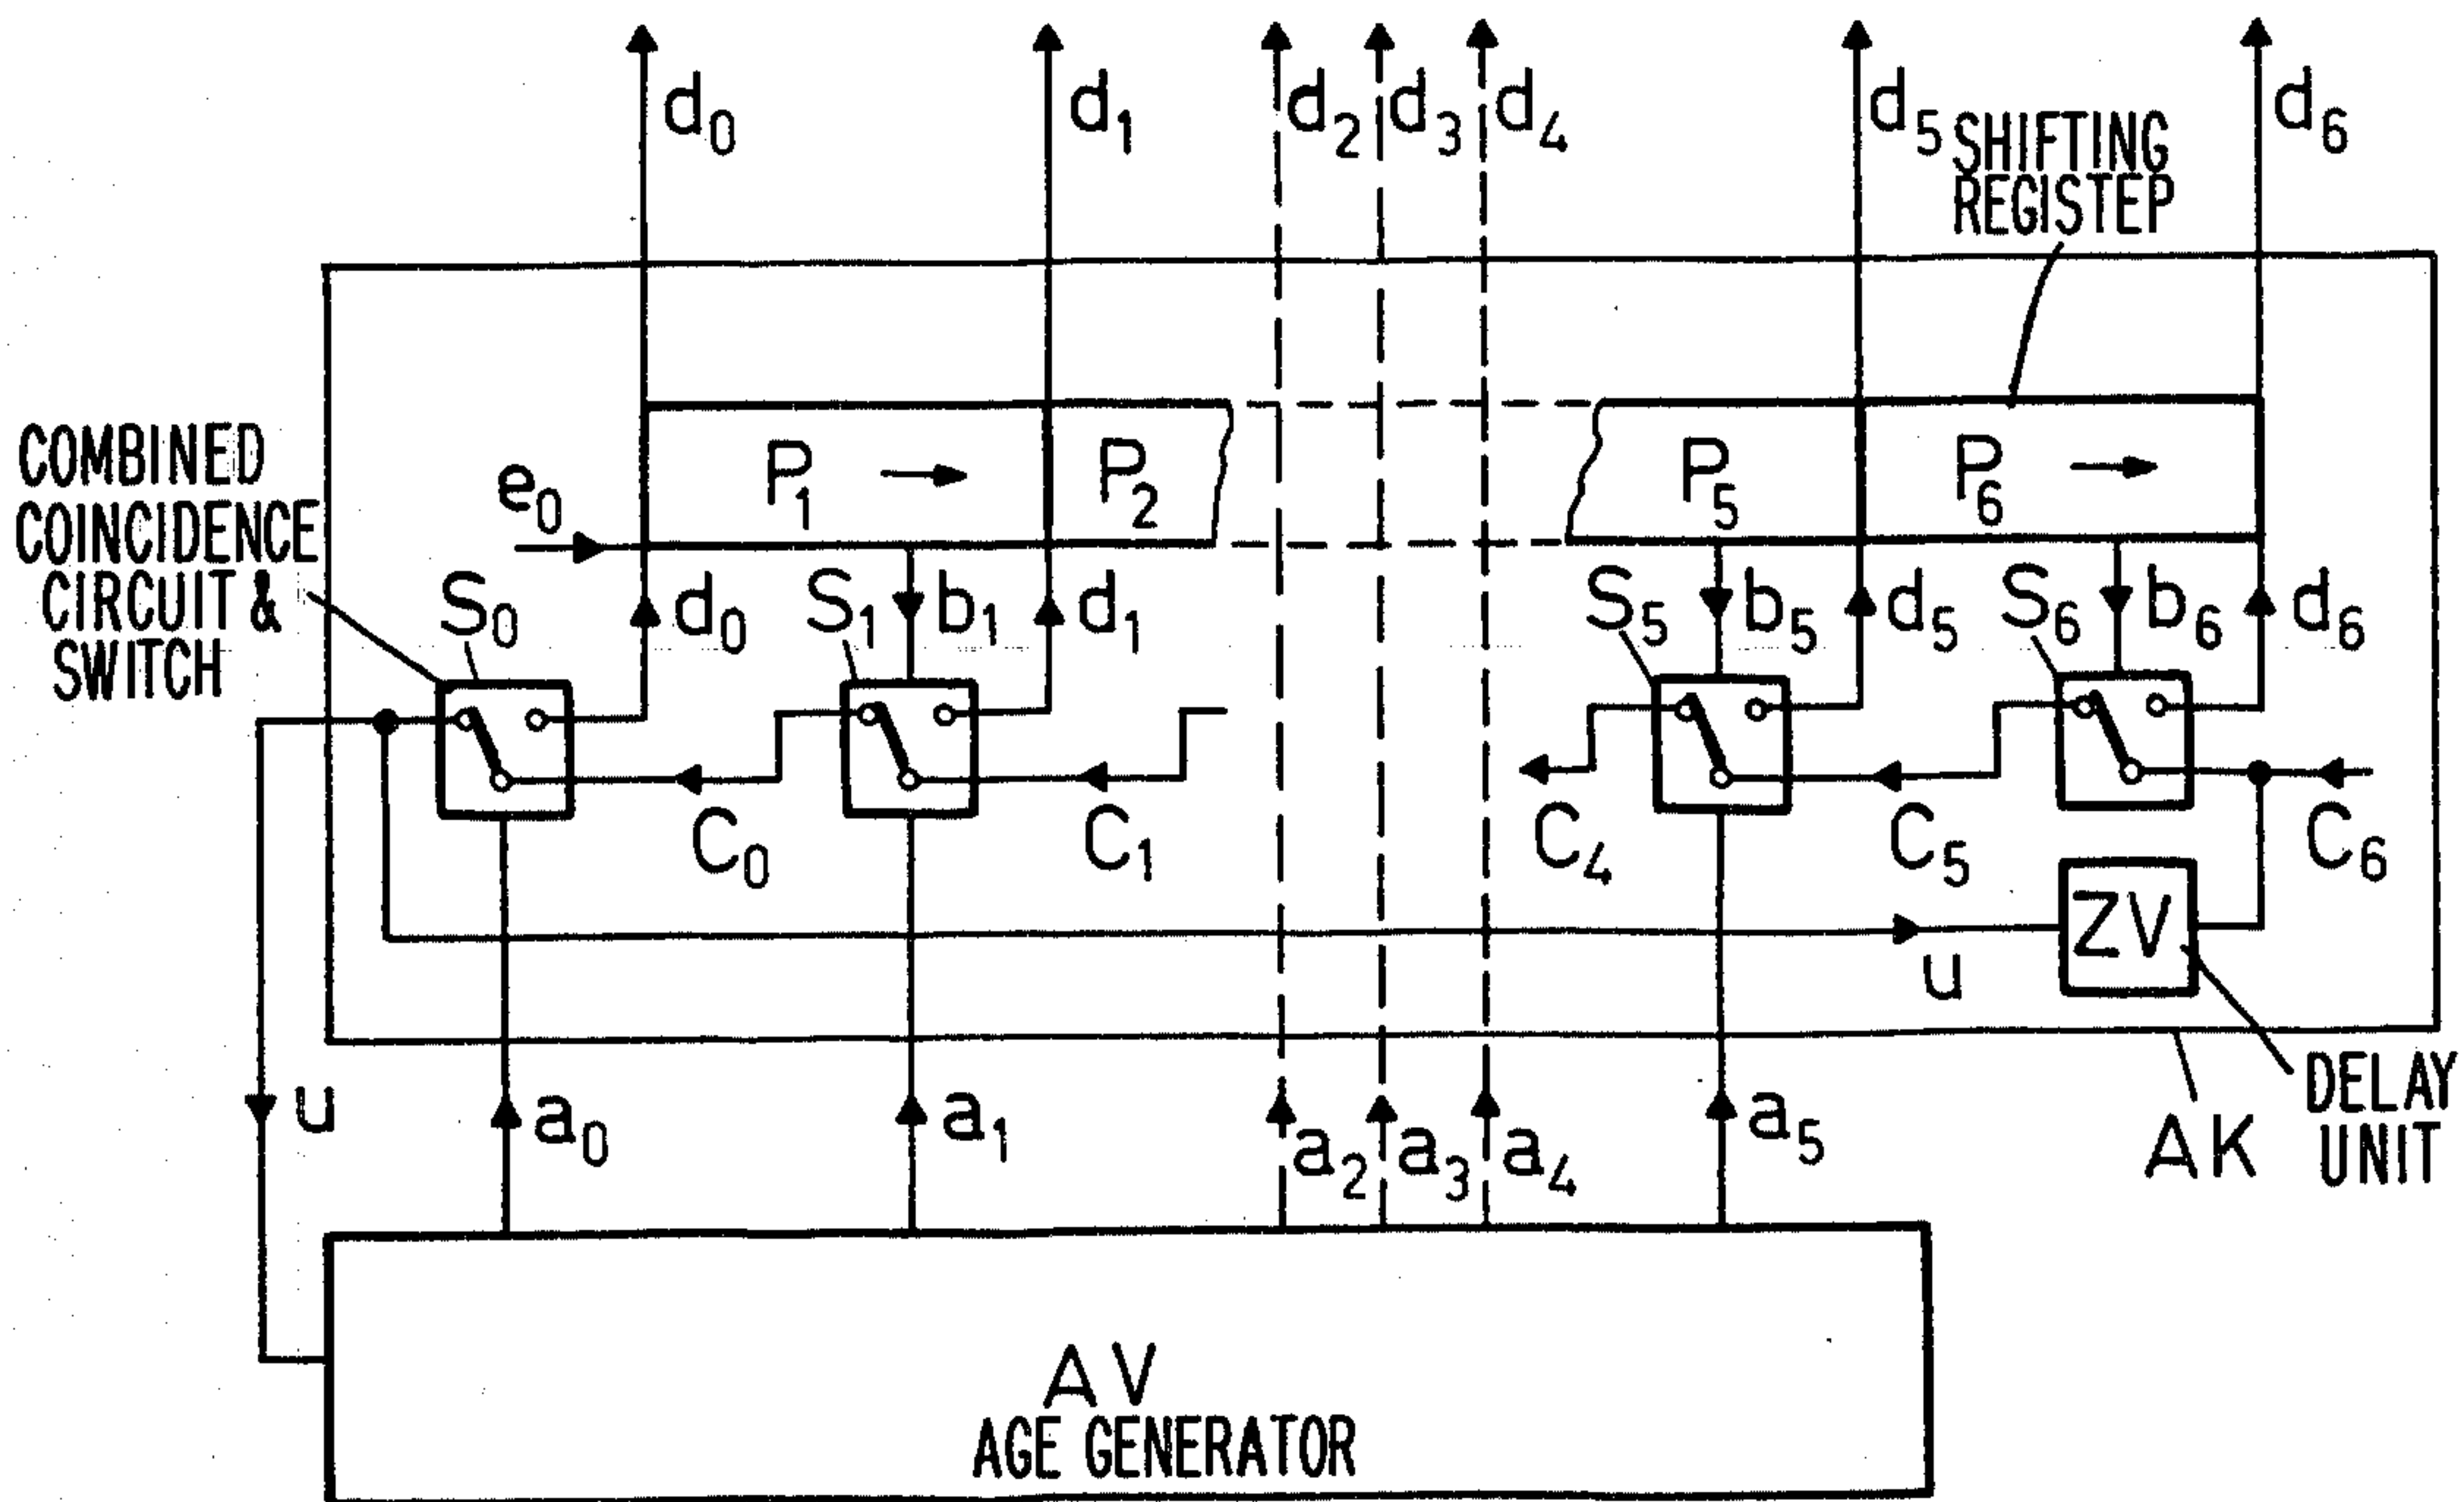 d0 d1 d2 d3 d4 d5 d6
SHIFTING
REGISTEP
COMBINED
COINCIDENCE
CIRCUIT &
SWITCH
e0 P1 P2 P5 P6
S0 d0 S1 b1 d1 S5 b5 d5 S6 b6 d6
C0 C1 C4 C5 C6
ZV
u
DELAY
UNIT
AK
u a0 a1 a2 a3 a4 a5
AV
AGE GENERATOR